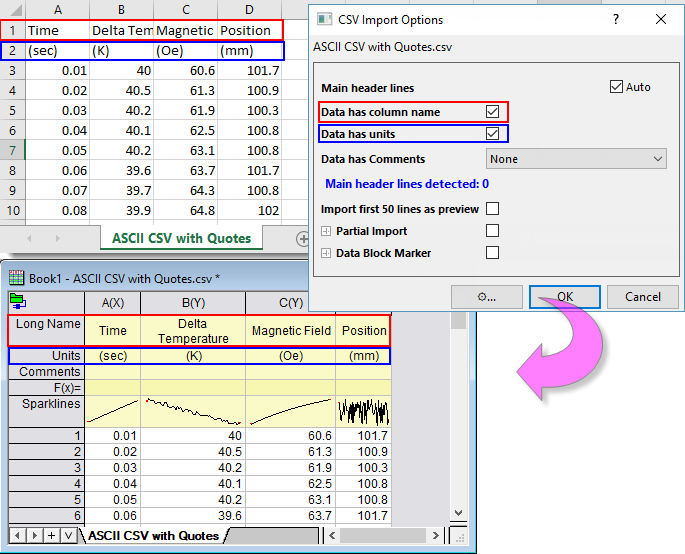 A B C D
1 Time Delta Tem Magnetic Position
2 (sec) (K) (Oe) (mm)
3 0.01 40 60.6 101.7
4 0.02 40.5 61.3 100.9
5 0.03 40.2 61.9 100.3
6 0.04 40.1 62.5 100.8
7 0.05 40.2 63.1 100.8
8 0.06 39.6 63.7 101.7
9 0.07 39.7 64.3 100.8
10 0.08 39.9 64.8 102
ASCII CSV with Quotes
CSV Import Options
ASCII CSV with Quotes.csv
Main header lines Auto
Data has column name
Data has units
Data has Comments None
Main header lines detected: 0
Import first 50 lines as preview
Partial Import
Data Block Marker
... OK Cancel
Book1 - ASCII CSV with Quotes.csv *
A(X) B(Y) C(Y)
Long Name Time Delta Temperature Magnetic Field Position
Units (sec) (K) (Oe) (mm)
Comments
F(x)=
Sparklines
1 0.01 40 60.6 101.7
2 0.02 40.5 61.3 100.9
3 0.03 40.2 61.9 100.3
4 0.04 40.1 62.5 100.8
5 0.05 40.2 63.1 100.8
6 0.06 39.6 63.7 101.7
ASCII CSV with Quotes